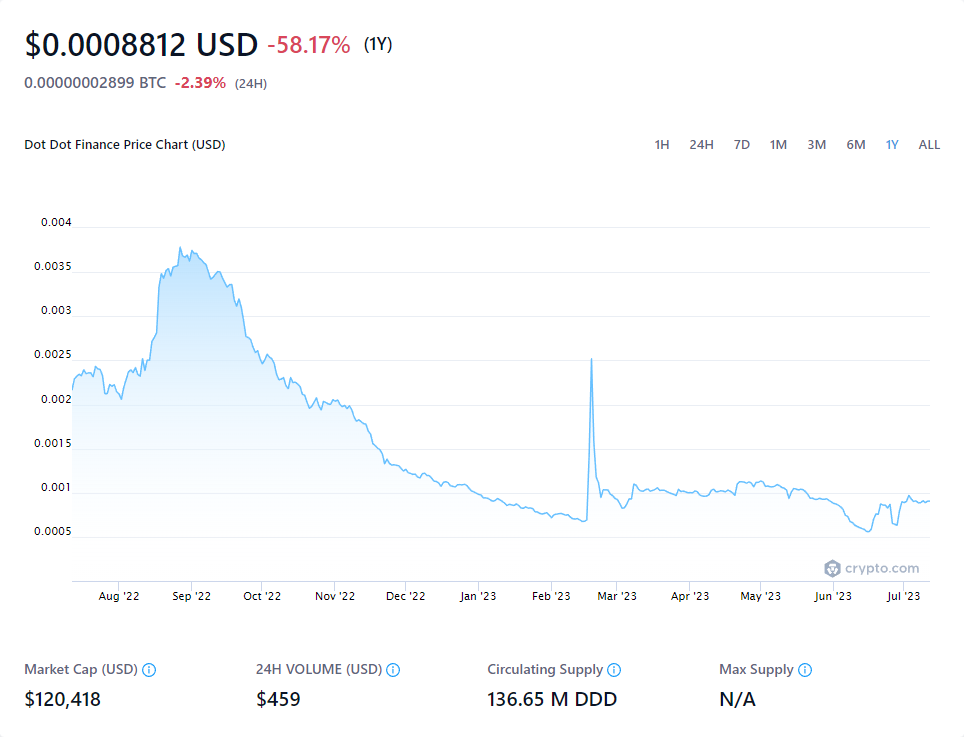 $0.0008812 USD -58.17% (1Y)
0.00000002899 BTC -2.39% (24H)
Dot Dot Finance Price Chart (USD) 1H 24H 7D 1M 3M 6M 1Y ALL
0.004
0.0035
0.003
0.0025
0.002
0.0015
0.001
0.0005
crypto.com
Aug '22 Sep '22 Oct '22 Nov '22 Dec '22 Jan '23 Feb '23 Mar '23 Apr '23 May '23 Jun '23 Jul '23
Market Cap (USD) 24H VOLUME (USD) Circulating Supply Max Supply
$120,418 $459 136.65 M DDD N/A